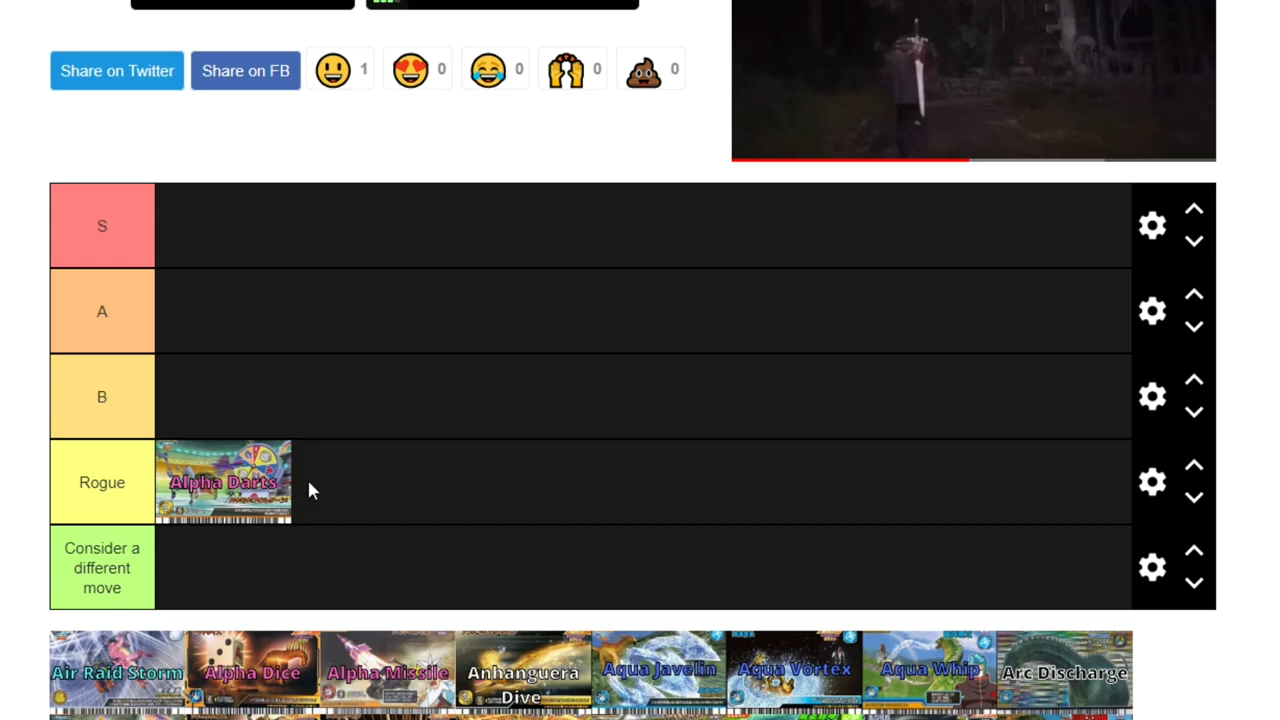 Share on Twitter Share on FB 1 0 0 0 0
S
A
B
Rogue Alpha Darts
Consider a
different
move
Air Raid Storm Alpha Dice Alpha Missile Anhanguera Dive Aqua Javelin Aqua Vortex Aqua Whip Arc Discharge